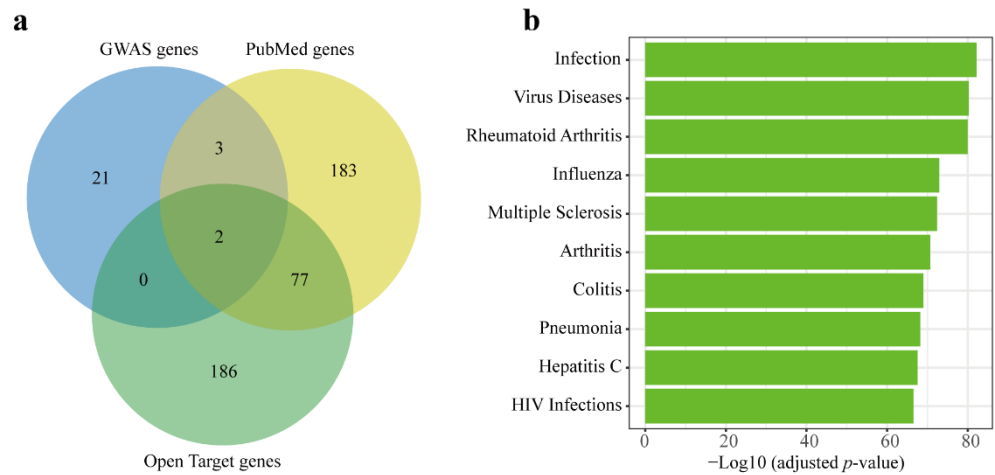 a
GWAS genes
PubMed genes
3
21
183
2
0
77
186
Open Target genes
b
Infection
Virus Diseases
Rheumatoid Arthritis
Influenza
Multiple Sclerosis
Arthritis
Colitis
Pneumonia
Hepatitis C
HIV Infections
0 20 40 60 80
−Log10 (adjusted p-value)